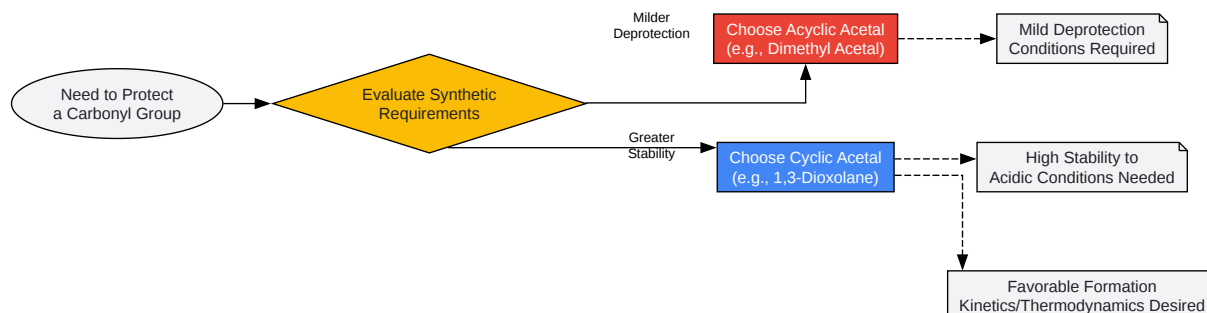 Need to Protect
a Carbonyl Group
Evaluate Synthetic
Requirements
Milder
Deprotection
Choose Acyclic Acetal
(e.g., Dimethyl Acetal)
Mild Deprotection
Conditions Required
Greater
Stability
Choose Cyclic Acetal
(e.g., 1,3-Dioxolane)
High Stability to
Acidic Conditions Needed
Favorable Formation
Kinetics/Thermodynamics Desired